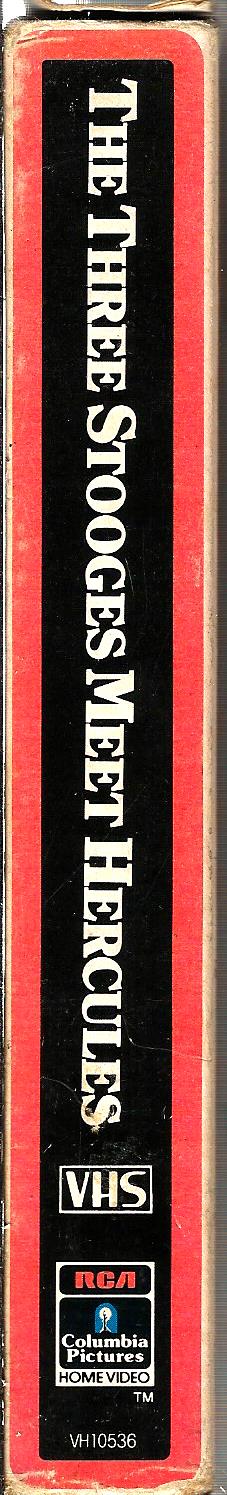 THE THREE STOOGES MEET HERCULES
VHS
RCA
Columbia
Pictures
HOME VIDEO
TM
VH10536